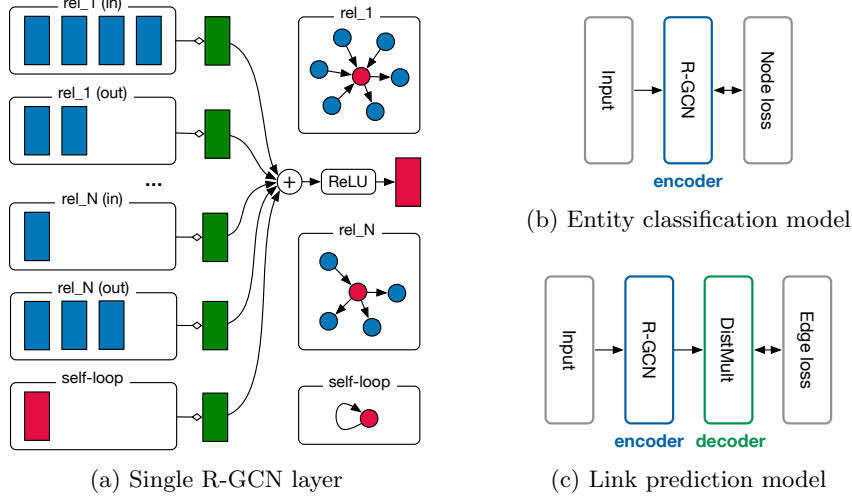 rel_1 (in)
rel_1 (out)
...
rel_N (in)
rel_N (out)
self-loop
+
ReLU
rel_1
rel_N
self-loop
(a) Single R-GCN layer
Input
R-GCN
Node loss
encoder
(b) Entity classification model
Input
R-GCN
DistMult
Edge loss
encoder decoder
(c) Link prediction model